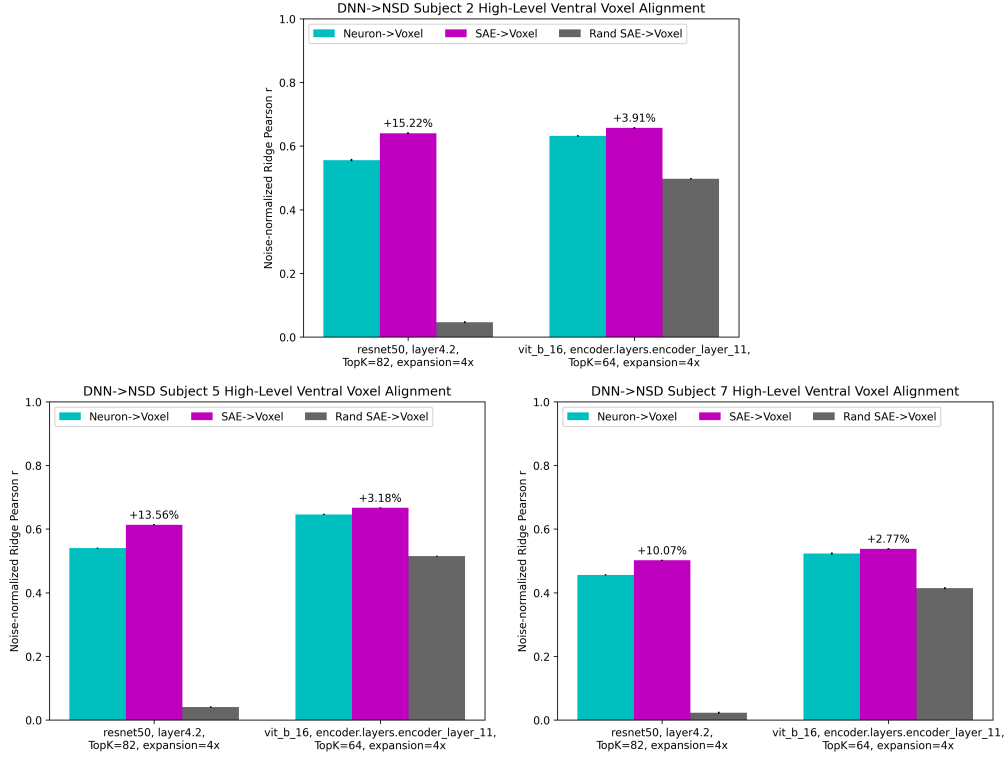 DNN->NSD Subject 2 High-Level Ventral Voxel Alignment
Neuron->Voxel SAE->Voxel Rand SAE->Voxel
Noise-normalized Ridge Pearson r
1.0
0.8
0.6
0.4
0.2
0.0
+15.22%
+3.91%
resnet50, layer4.2,
TopK=82, expansion=4x
vit_b_16, encoder.layers.encoder_layer_11,
TopK=64, expansion=4x
DNN->NSD Subject 5 High-Level Ventral Voxel Alignment
Neuron->Voxel SAE->Voxel Rand SAE->Voxel
Noise-normalized Ridge Pearson r
1.0
0.8
0.6
0.4
0.2
0.0
+13.56%
+3.18%
resnet50, layer4.2,
TopK=82, expansion=4x
vit_b_16, encoder.layers.encoder_layer_11,
TopK=64, expansion=4x
DNN->NSD Subject 7 High-Level Ventral Voxel Alignment
Neuron->Voxel SAE->Voxel Rand SAE->Voxel
Noise-normalized Ridge Pearson r
1.0
0.8
0.6
0.4
0.2
0.0
+10.07%
+2.77%
resnet50, layer4.2,
TopK=82, expansion=4x
vit_b_16, encoder.layers.encoder_layer_11,
TopK=64, expansion=4x